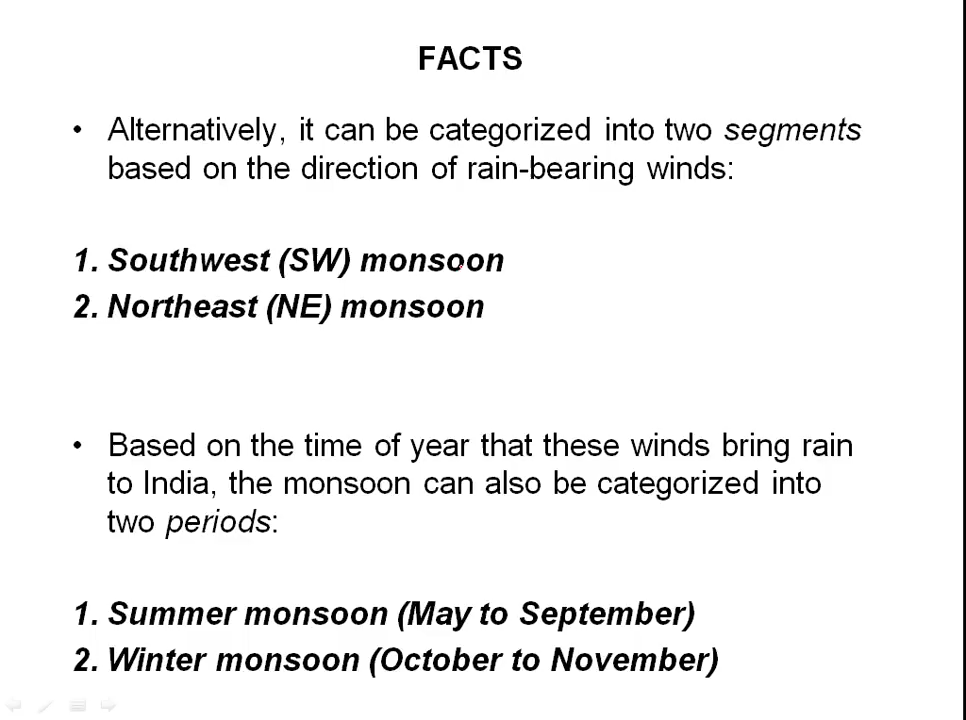 FACTS
• Alternatively, it can be categorized into two segments
based on the direction of rain-bearing winds:
1. Southwest (SW) monsoon
2. Northeast (NE) monsoon
• Based on the time of year that these winds bring rain
to India, the monsoon can also be categorized into
two periods:
1. Summer monsoon (May to September)
2. Winter monsoon (October to November)